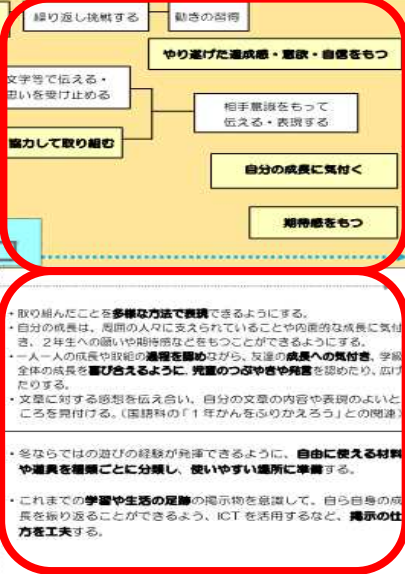 繰り返し挑戦する
動きの習得
やり遂げた達成感・意欲・自信をもつ
文字等で伝える・
思いを受け止める
相手意識をもって
伝える・表現する
協力して取り組む
自分の成長に気付く
期待感をもつ
・取り組んだことを多様な方法で表現できるようにする。
・自分の成長は、周囲の人々に支えられていることや内面的な成長に気付
き、2年生への願いや期待感などをもつことができるようにする。
・一人一人の成長や取組の過程を認めながら、友達の成長への気付き、学級
全体の成長を喜び合えるように、児童のつぶやきや発言を認めたり、広げ
たりする。
・文章に対する感想を伝え合い、自分の文章の内容や表現のよいと
ころを見付ける。（国語科の「1年かんをふりかえろう」との関連）
・冬ならではの遊びの経験が発揮できるように、自由に使える材料
や道具を種類ごとに分類し、使いやすい場所に準備する。
・これまでの学習や生活の足跡の掲示物を意識して、自ら自身の成
長を振り返ることができるよう、ICTを活用するなど、掲示の仕
方を工夫する。